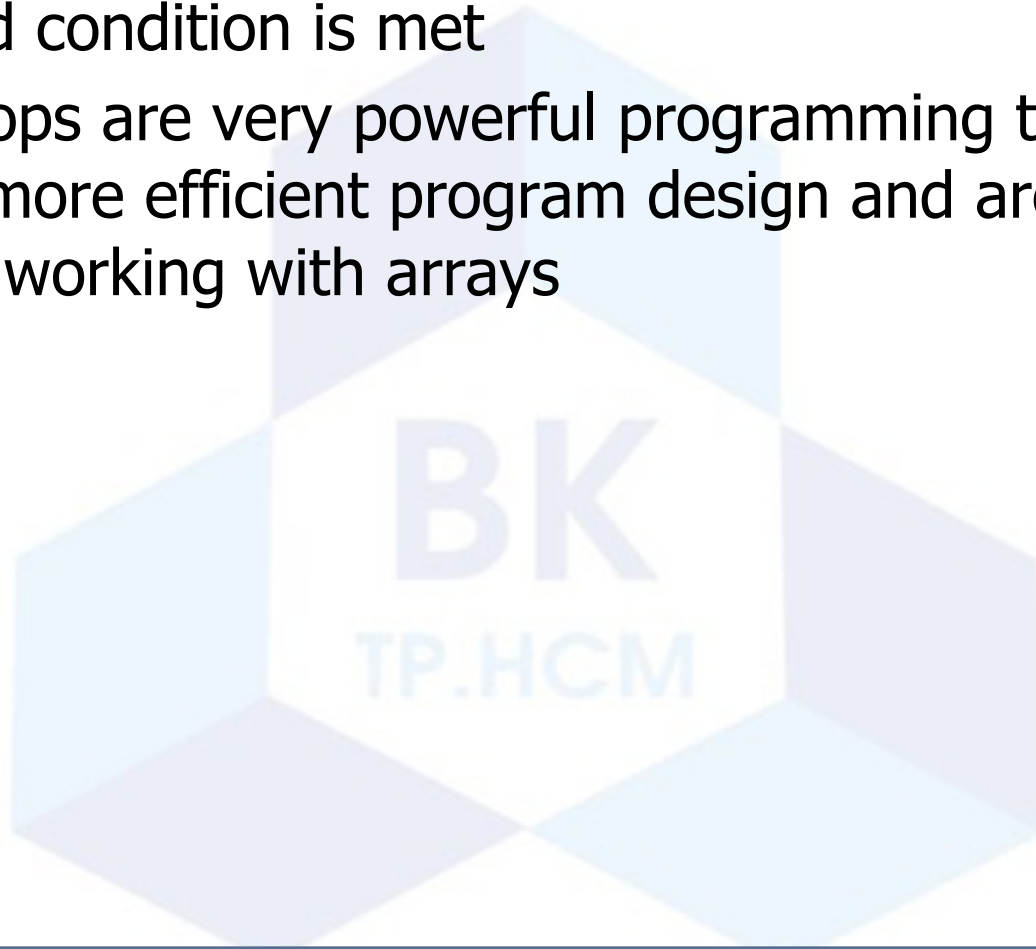 d condition is met
ops are very powerful programming t
more efficient program design and are
working with arrays
BK
TP.HCM